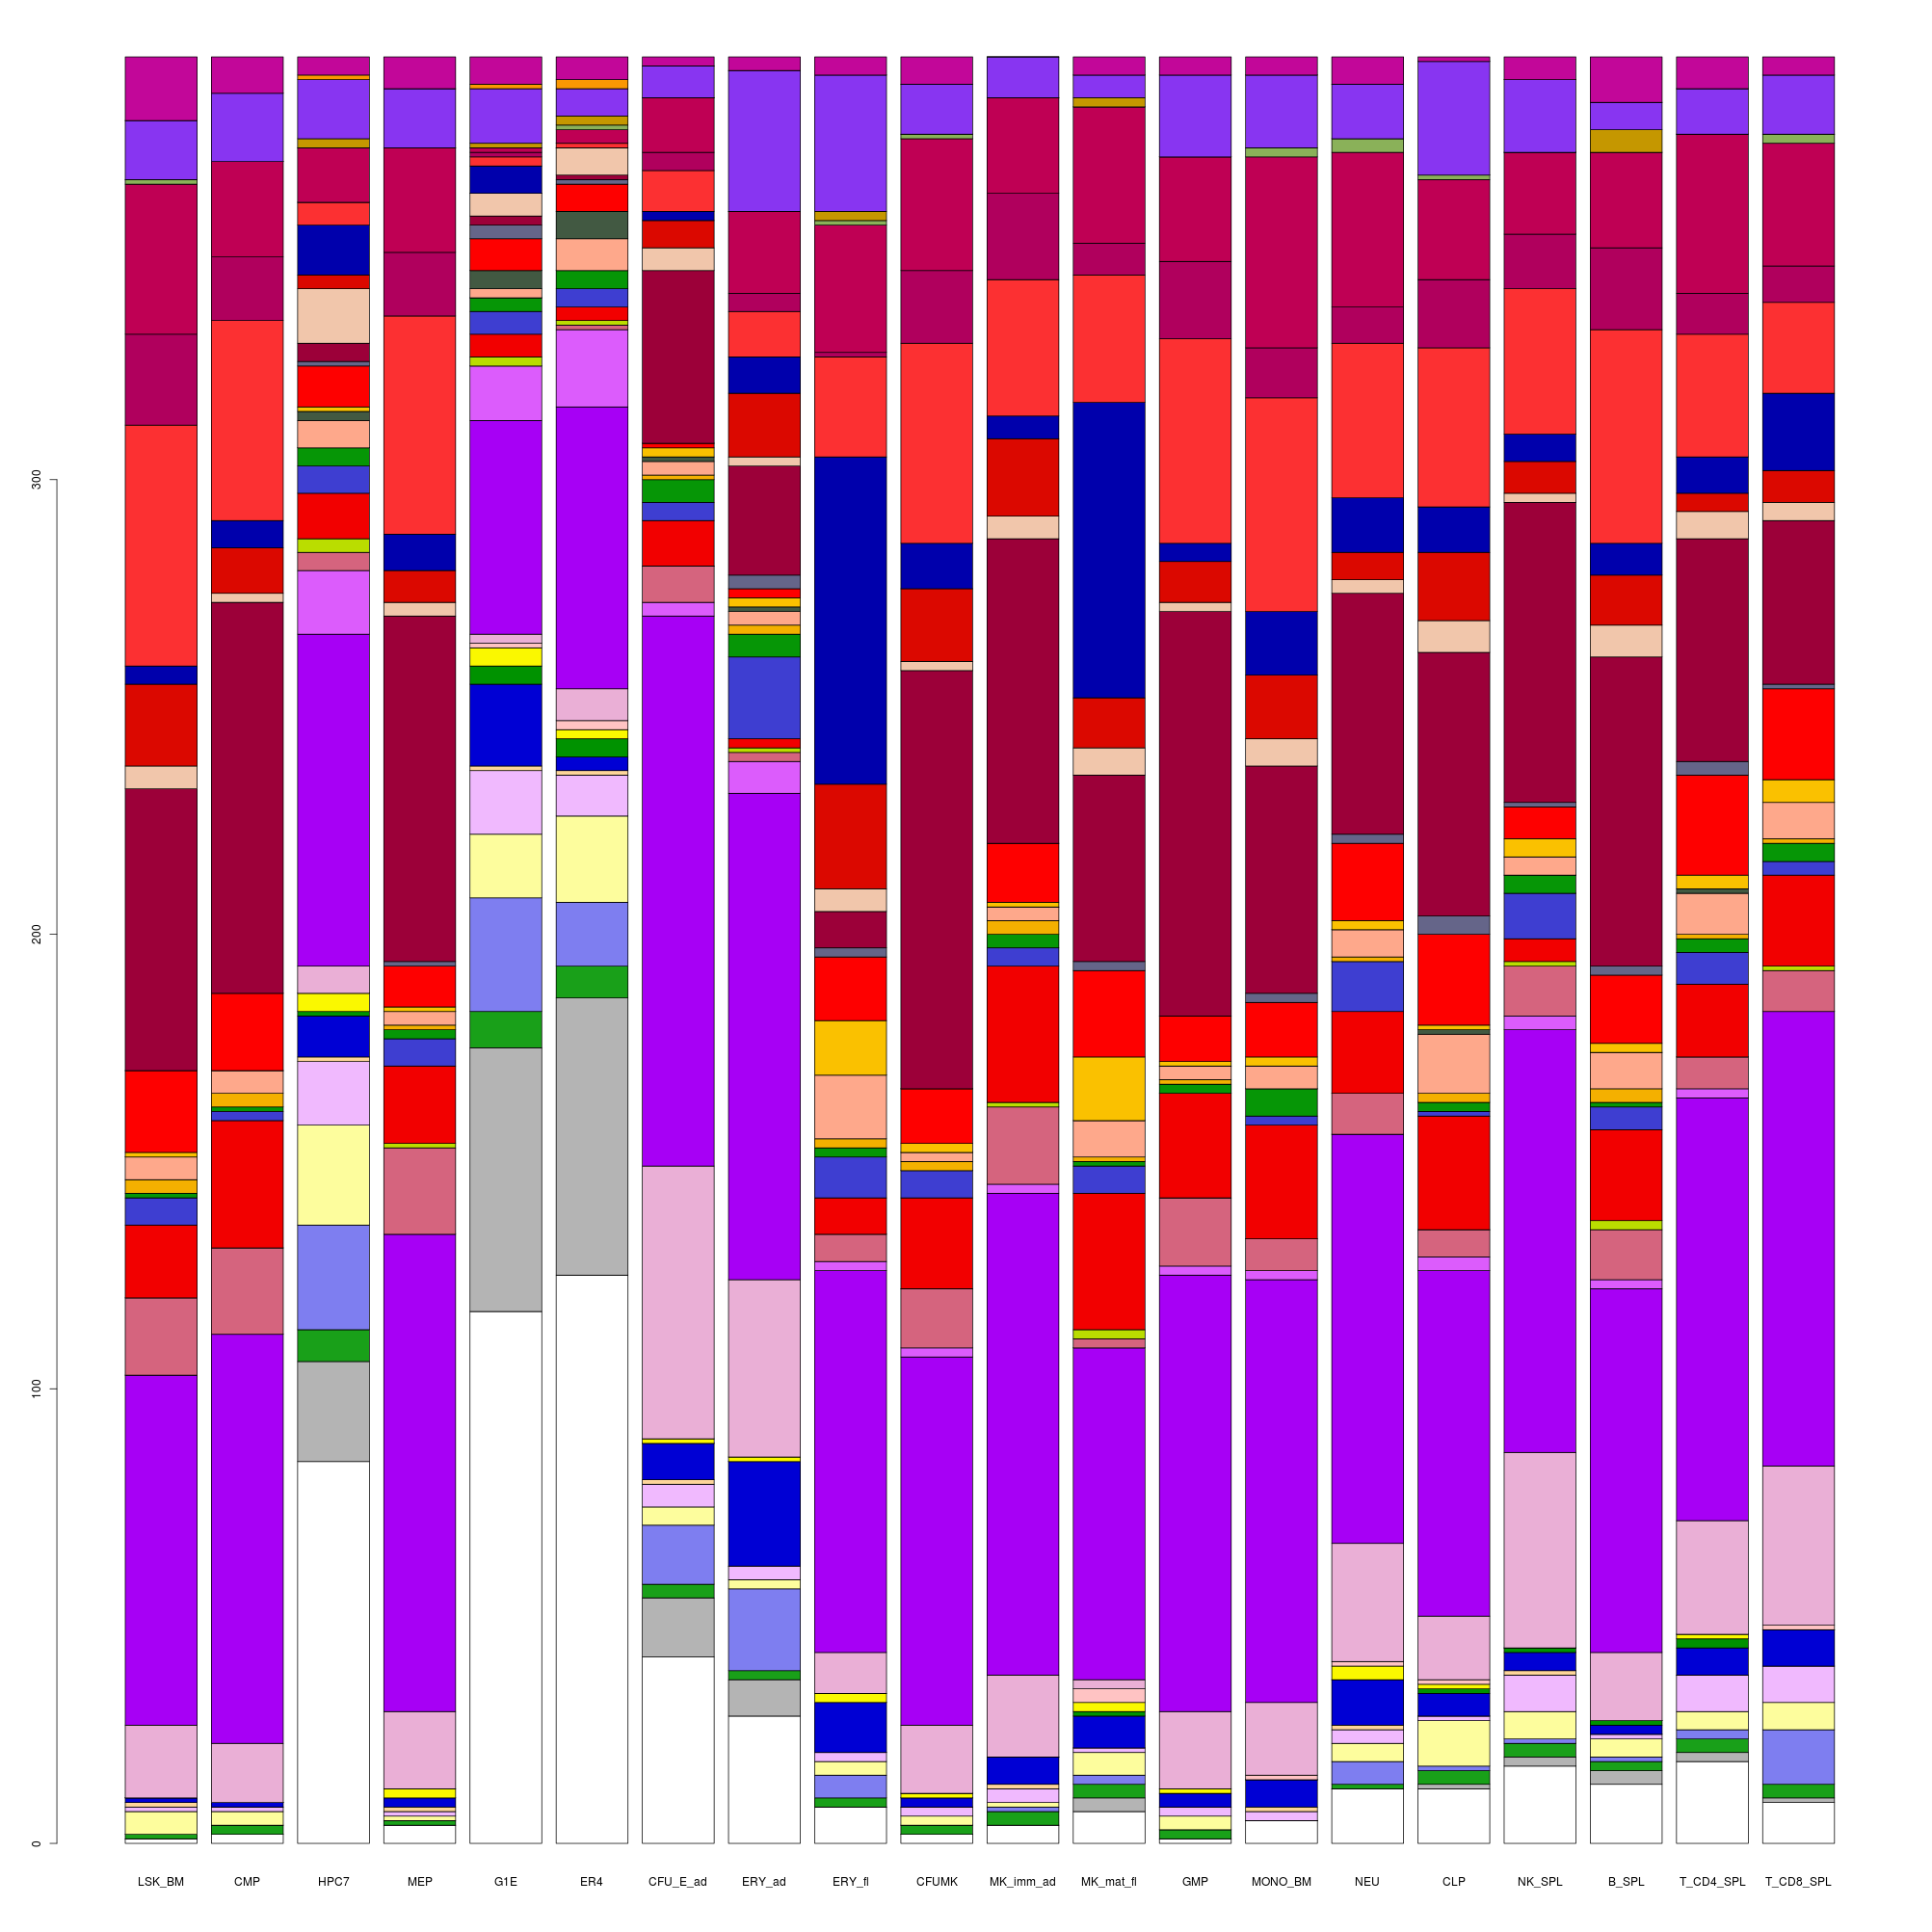 300
200
100
0
LSK_BM CMP HPC7 MEP G1E ER4 CFU_E_ad ERY_ad ERY_fl CFUMK MK_imm_ad MK_mat_fl GMP MONO_BM NEU CLP NK_SPL B_SPL T_CD4_SPL T_CD8_SPL